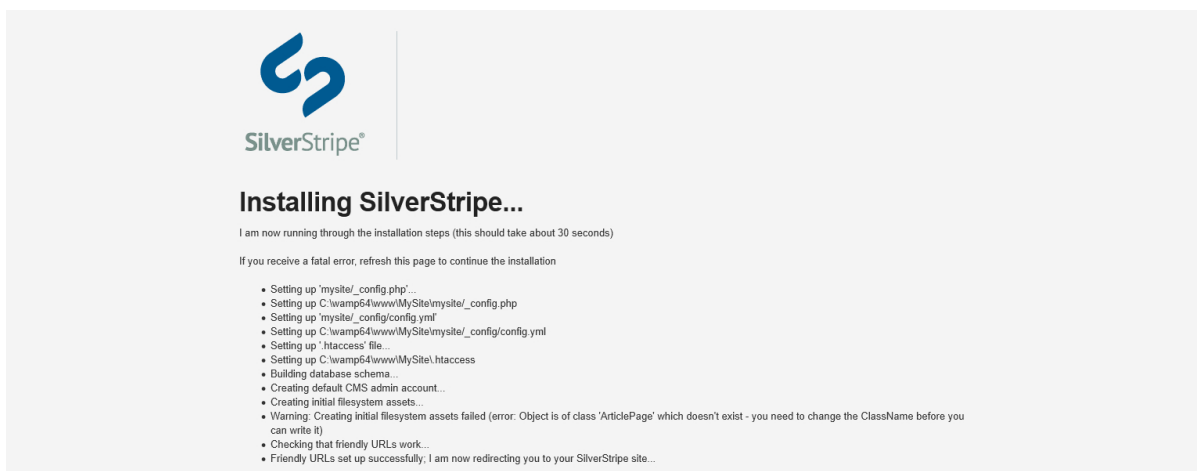 SilverStripe®
Installing SilverStripe...
I am now running through the installation steps (this should take about 30 seconds)
If you receive a fatal error, refresh this page to continue the installation
• Setting up 'mysite/_config.php'...
• Setting up C:\wamp64\www\MySite\mysite/_config.php
• Setting up 'mysite/_config/config.yml'
• Setting up C:\wamp64\www\MySite\mysite/_config/config.yml
• Setting up '.htaccess' file...
• Setting up C:\wamp64\www\MySite\.htaccess
• Building database schema...
• Creating default CMS admin account...
• Creating initial filesystem assets...
• Warning: Creating initial filesystem assets failed (error: Object is of class 'ArticlePage' which doesn't exist - you need to change the ClassName before you
can write it)
• Checking that friendly URLs work...
• Friendly URLs set up successfully; I am now redirecting you to your SilverStripe site...